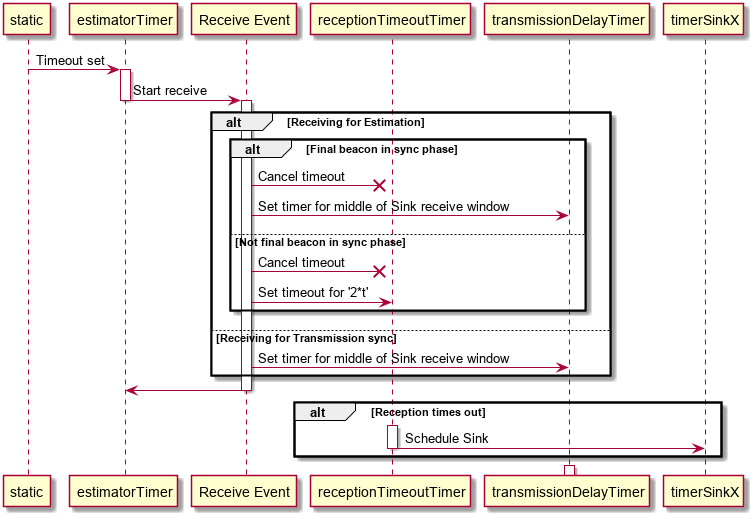 static estimatorTimer Receive Event receptionTimeoutTimer transmissionDelayTimer timerSinkX
Timeout set
Start receive
alt [Receiving for Estimation]
alt [Final beacon in sync phase]
Cancel timeout
Set timer for middle of Sink receive window
[Not final beacon in sync phase]
Cancel timeout
Set timeout for '2*t'
[Receiving for Transmission sync]
Set timer for middle of Sink receive window
alt [Reception times out]
Schedule Sink
static estimatorTimer Receive Event receptionTimeoutTimer transmissionDelayTimer timerSinkX